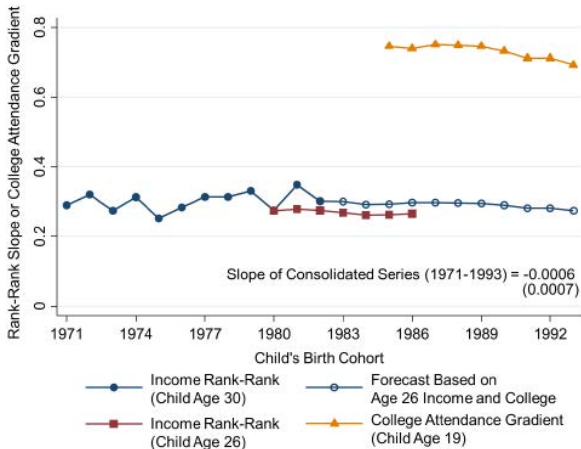 Rank-Rank Slope or College Attendance Gradient
0.8
0.6
0.4
0.2
0
Slope of Consolidated Series (1971-1993) = -0.0006
(0.0007)
1971
1974
1977
1980
1983
1986
1989
1992
Child's Birth Cohort
Income Rank-Rank
(Child Age 30)
Forecast Based on
Age 26 Income and College
Income Rank-Rank
(Child Age 26)
College Attendance Gradient
(Child Age 19)